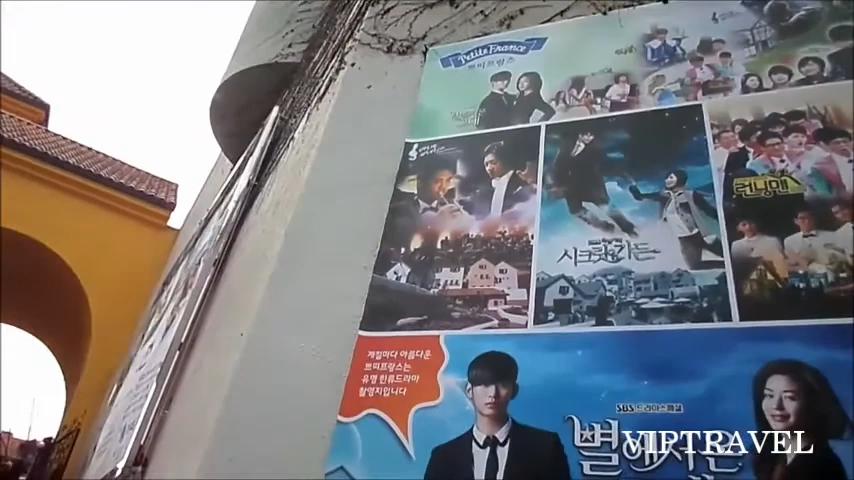 Petite France
쁘띠프랑스
시크릿가든
런닝맨
계절마다 아름다운
쁘띠프랑스는
유명 한류드라마
촬영지입니다
SBS 드라마스페셜
별에서 온
VIPTRAVEL